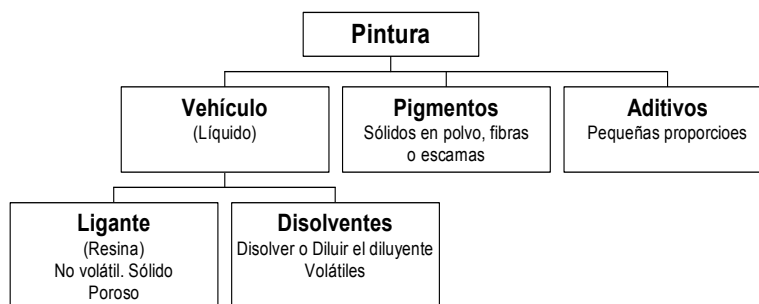 Pintura
Vehículo
(Líquido)
Pigmentos
Sólidos en polvo, fibras
o escamas
Aditivos
Pequeñas proporcioes
Ligante
(Resina)
No volátil. Sólido
Poroso
Disolventes
Disolver o Diluir el diluyente
Volátiles